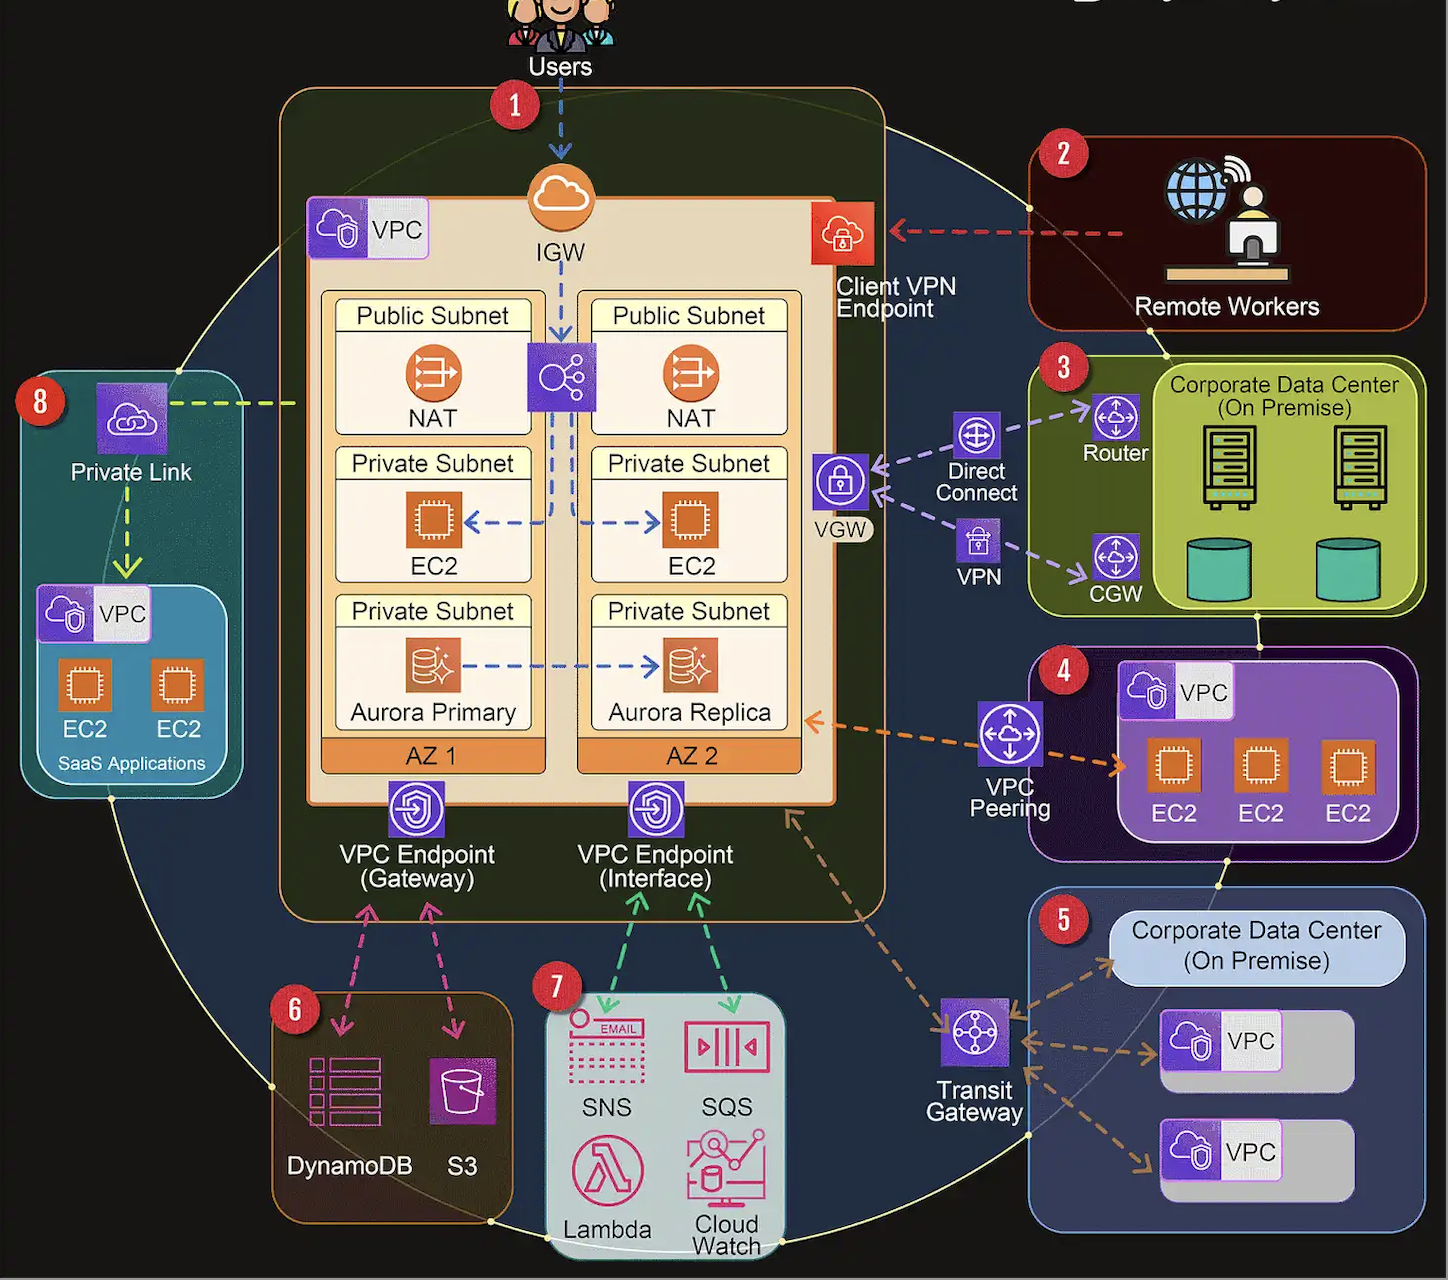 Users
1
IGW
VPC
Client VPN
Endpoint
Public Subnet
NAT
Public Subnet
NAT
Private Subnet
EC2
Private Subnet
EC2
Private Subnet
Aurora Primary
Private Subnet
Aurora Replica
AZ 1
AZ 2
VPC Endpoint
(Gateway)
VPC Endpoint
(Interface)
VGW
2
Remote Workers
3
Corporate Data Center
(On Premise)
Router
Direct
Connect
VPN
CGW
4
VPC
EC2
EC2
EC2
VPC
Peering
5
Corporate Data Center
(On Premise)
VPC
VPC
Transit
Gateway
6
DynamoDB
S3
7
EMAIL
SNS
SQS
Lambda
Cloud
Watch
8
Private Link
VPC
EC2
EC2
SaaS Applications